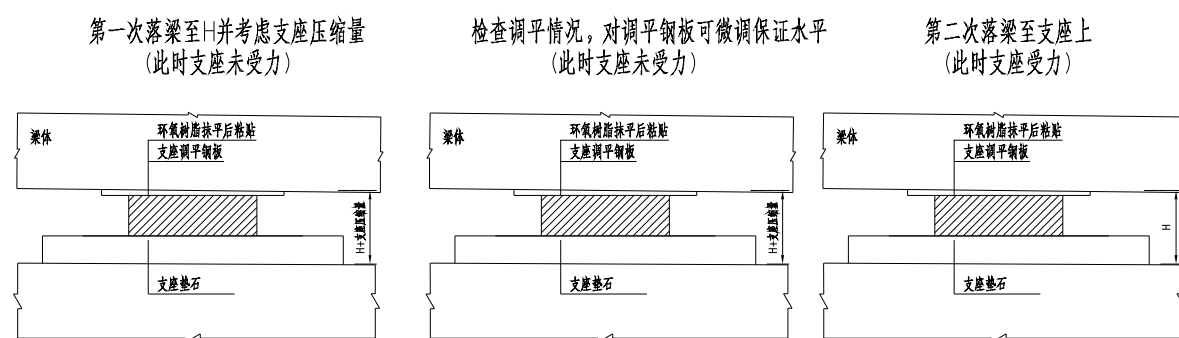 第一次落梁至H并考虑支座压缩量
(此时支座未受力)
梁体
环氧树脂抹平后粘贴
支座调平钢板
H+支座压缩量
支座垫石
检查调平情况，对调平钢板可微调保证水平
(此时支座未受力)
梁体
环氧树脂抹平后粘贴
支座调平钢板
H+支座压缩量
支座垫石
第二次落梁至支座上
(此时支座受力)
梁体
环氧树脂抹平后粘贴
支座调平钢板
H
支座垫石